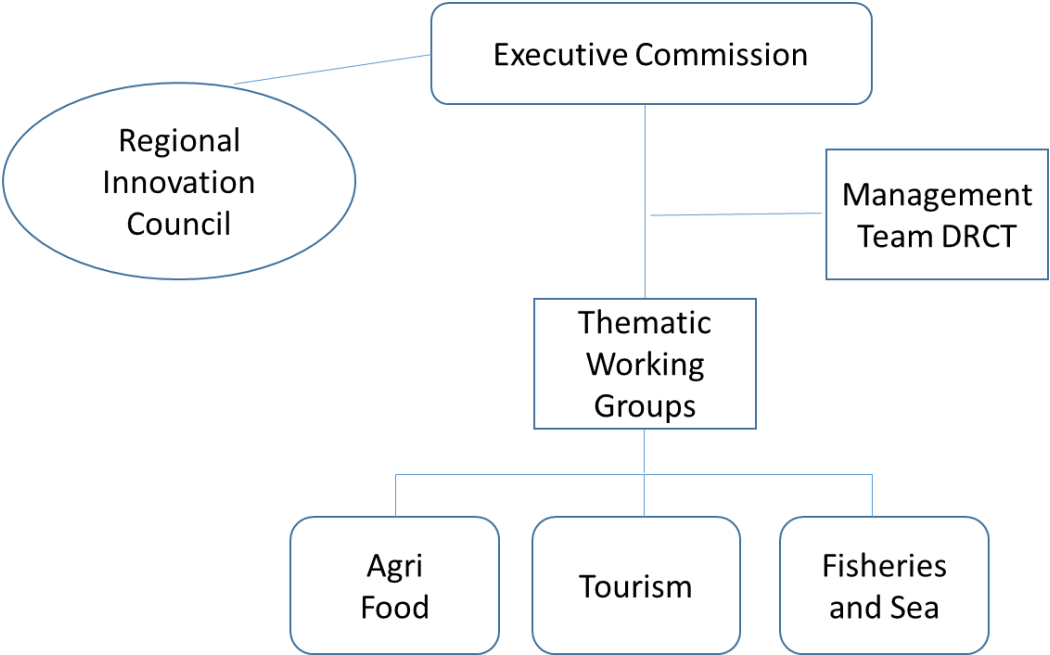 Executive Commission
Regional
Innovation
Council
Management
Team DRCT
Thematic
Working
Groups
Agri
Food
Tourism
Fisheries
and Sea